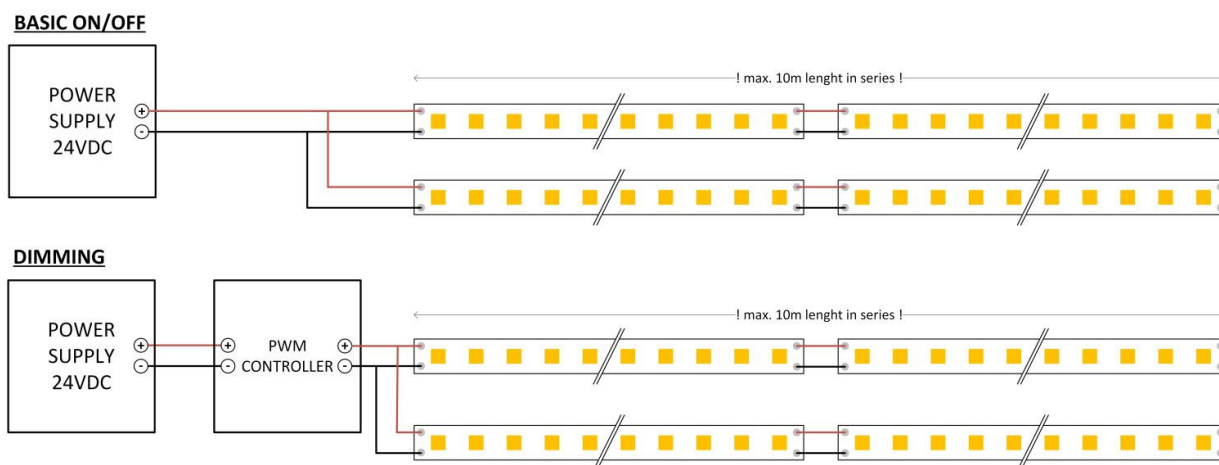 BASIC ON/OFF
POWER
SUPPLY
24VDC
+
-
! max. 10m lenght in series !
DIMMING
POWER
SUPPLY
24VDC
+
-
+
-
PWM
CONTROLLER
+
-
! max. 10m lenght in series !